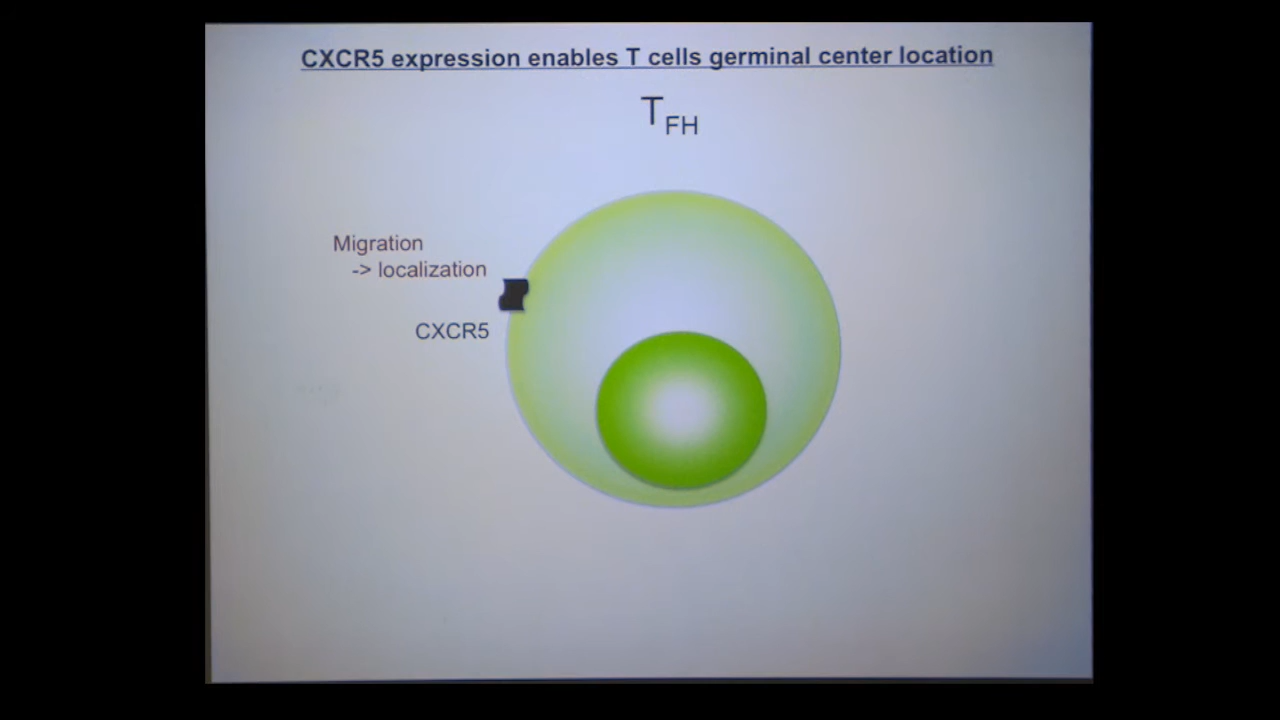 CXCR5 expression enables T cells germinal center location
TFH
Migration
-> localization
CXCR5